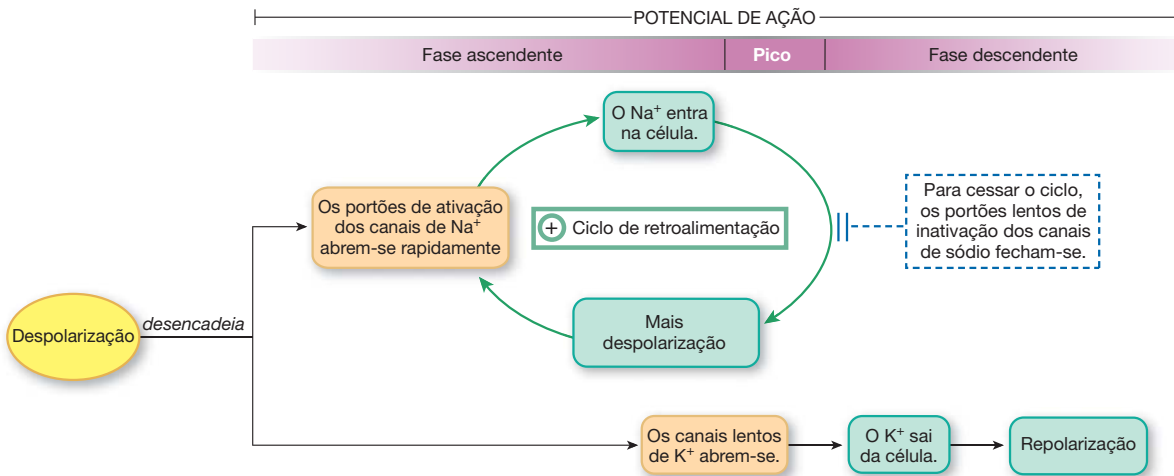 POTENCIAL DE AÇÃO
Fase ascendente
Pico
Fase descendente
O Na⁺ entra
na célula.
Os portões de ativação
dos canais de Na⁺
abrem-se rapidamente
+ Ciclo de retroalimentação
Para cessar o ciclo,
os portões lentos de
inativação dos canais
de sódio fecham-se.
Despolarização
desencadeia
Mais
despolarização
Os canais lentos
de K⁺ abrem-se.
O K⁺ sai
da célula.
Repolarização